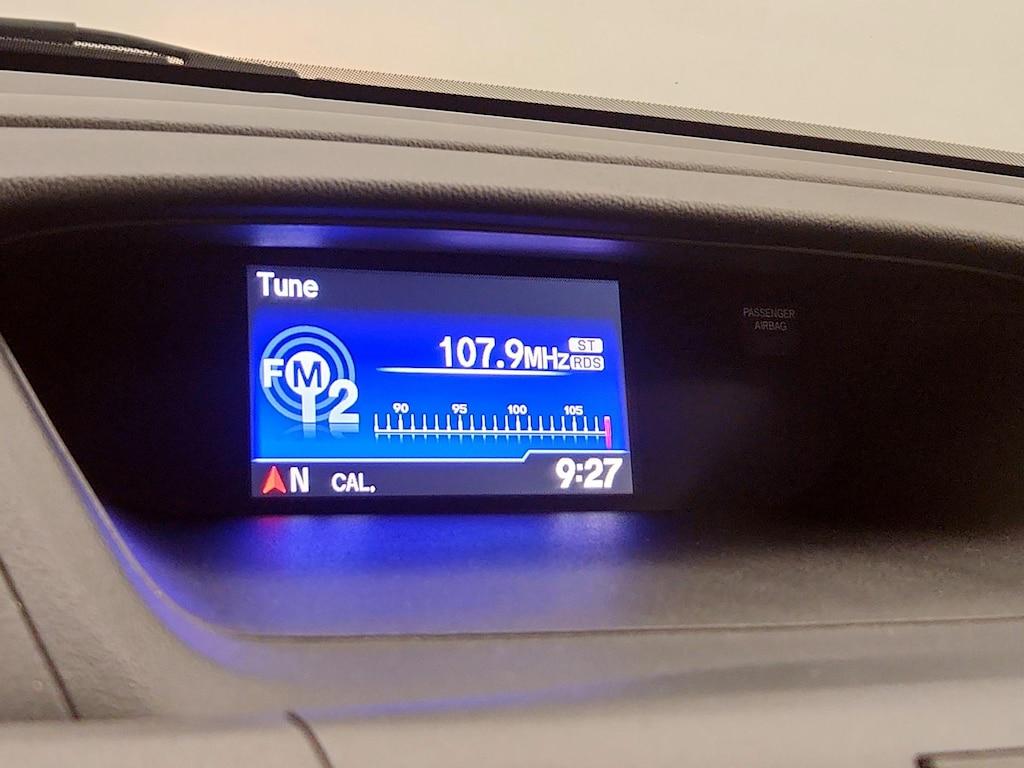 Tune
FM2
107.9MHz
ST
RDS
90 95 100 105
N CAL. 9:27
PASSENGER
AIRBAG